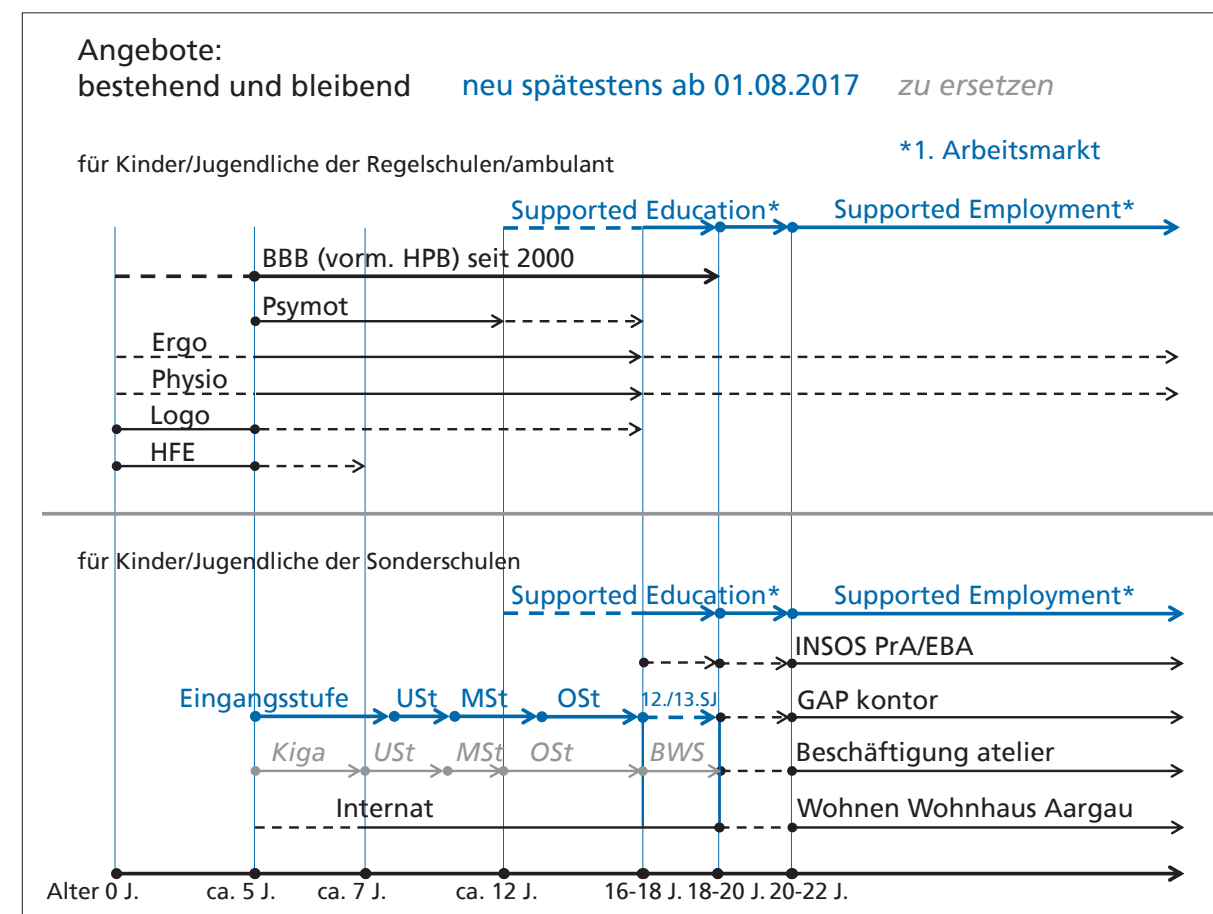 Angebote:
bestehend und bleibend neu spätestens ab 01.08.2017 zu ersetzen
*1. Arbeitsmarkt
für Kinder/Jugendliche der Regelschulen/ambulant
Supported Education* Supported Employment*
BBB (vorm. HPB) seit 2000
Psymot
Ergo
Physio
Logo
HFE
für Kinder/Jugendliche der Sonderschulen
Supported Education* Supported Employment*
INSOS PrA/EBA
Eingangsstufe USt MSt OSt 12./13.SJ GAP kontor
Kiga USt MSt OSt BWS Beschäftigung atelier
Internat Wohnen Wohnhaus Aargau
Alter 0 J. ca. 5 J. ca. 7 J. ca. 12 J. 16-18 J. 18-20 J. 20-22 J.